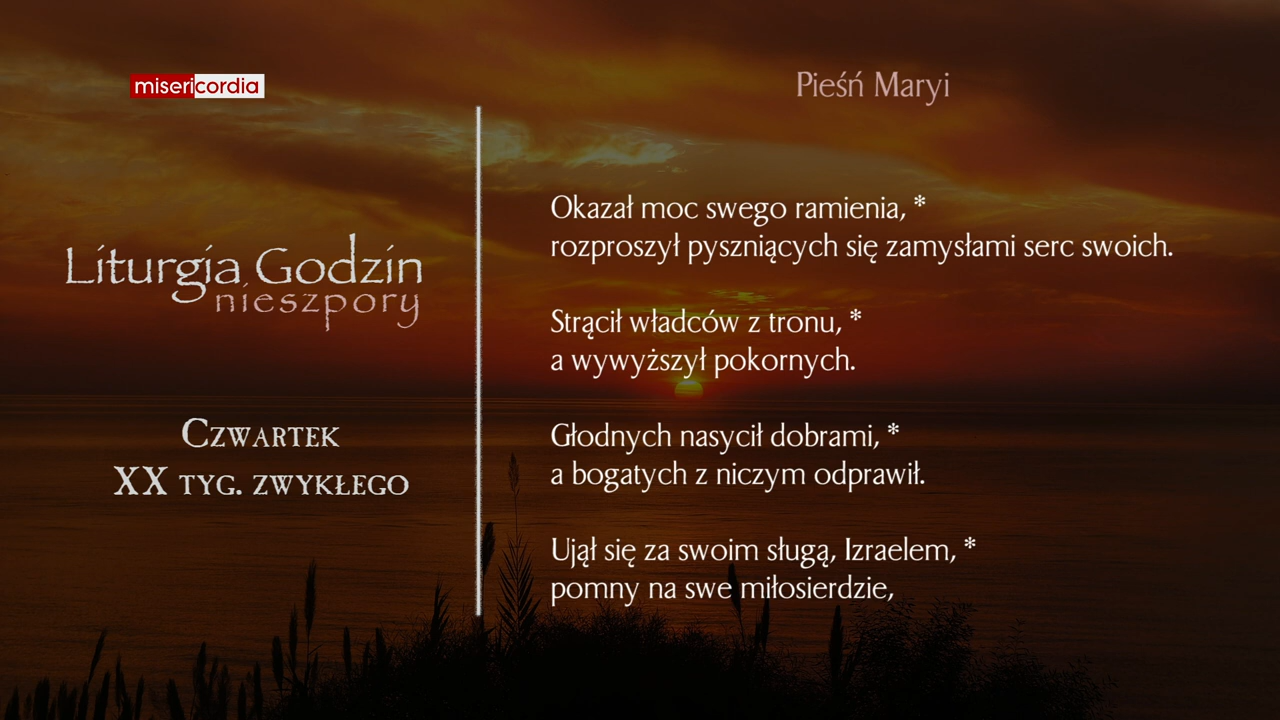 misericordia
Liturgia Godzin
nieszpory
Czwartek
XX tyg. zwykłego
Pieśń Maryi
Okazał moc swego ramienia, *
rozproszył pyszniących się zamysłami serc swoich.
Strącił władców z tronu, *
a wywyższył pokornych.
Głodnych nasycił dobrami, *
a bogatych z niczym odprawił.
Ujął się za swoim sługą, Izraelem, *
pomny na swe miłosierdzie,